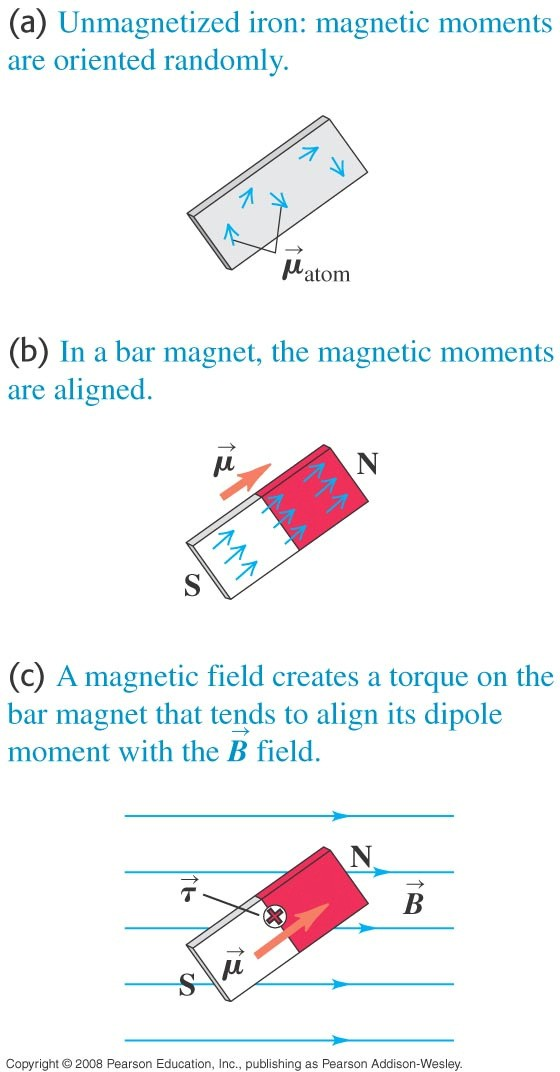 (a) Unmagnetized iron: magnetic moments
are oriented randomly.
μ⃗atom
(b) In a bar magnet, the magnetic moments
are aligned.
μ⃗
N
S
(c) A magnetic field creates a torque on the
bar magnet that tends to align its dipole
moment with the B⃗ field.
N
τ⃗
B⃗
μ⃗
S
Copyright © 2008 Pearson Education, Inc., publishing as Pearson Addison-Wesley.